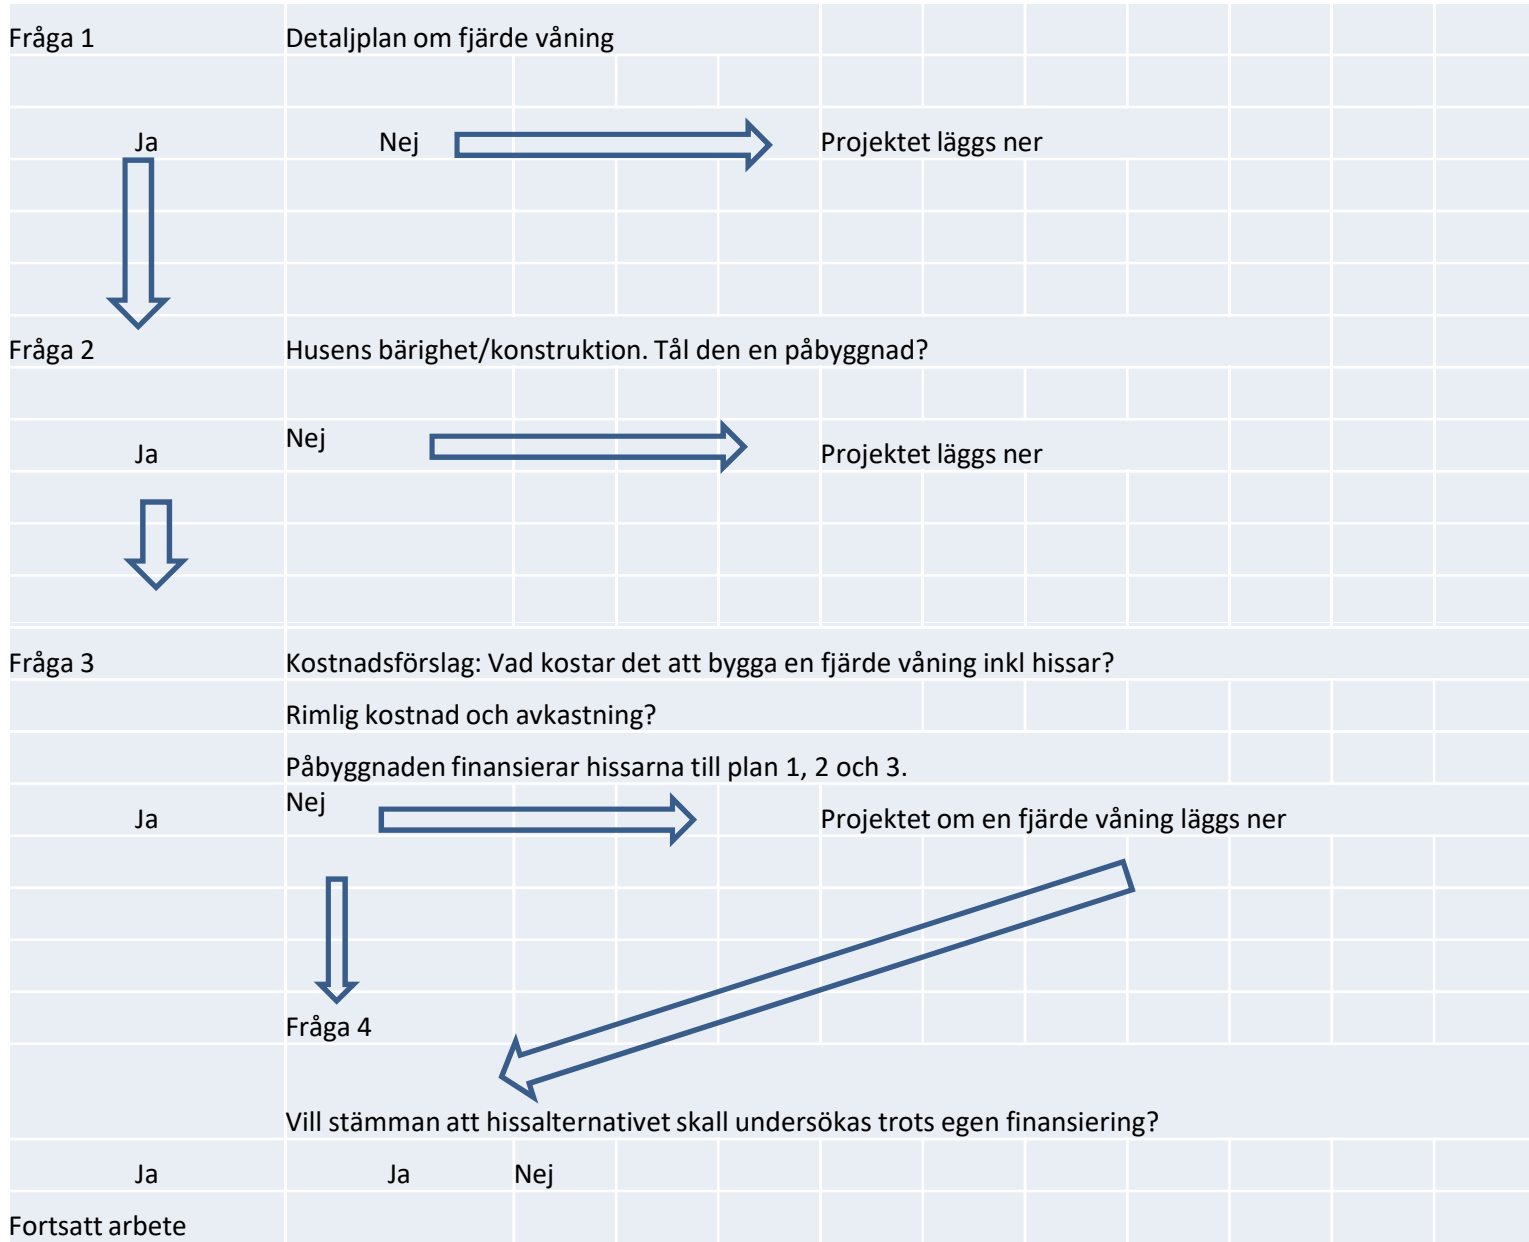 Fråga 1 Detaljplan om fjärde våning
Ja Nej Projektet läggs ner
Fråga 2 Husens bärighet/konstruktion. Tål den en påbyggnad?
Nej
Ja Projektet läggs ner
Fråga 3 Kostnadsförslag: Vad kostar det att bygga en fjärde våning inkl hissar?
Rimlig kostnad och avkastning?
Påbyggnaden finansierar hissarna till plan 1, 2 och 3.
Nej
Ja Projektet om en fjärde våning läggs ner
Fråga 4
Vill stämman att hissalternativet skall undersökas trots egen finansiering?
Ja Ja Nej
Fortsatt arbete